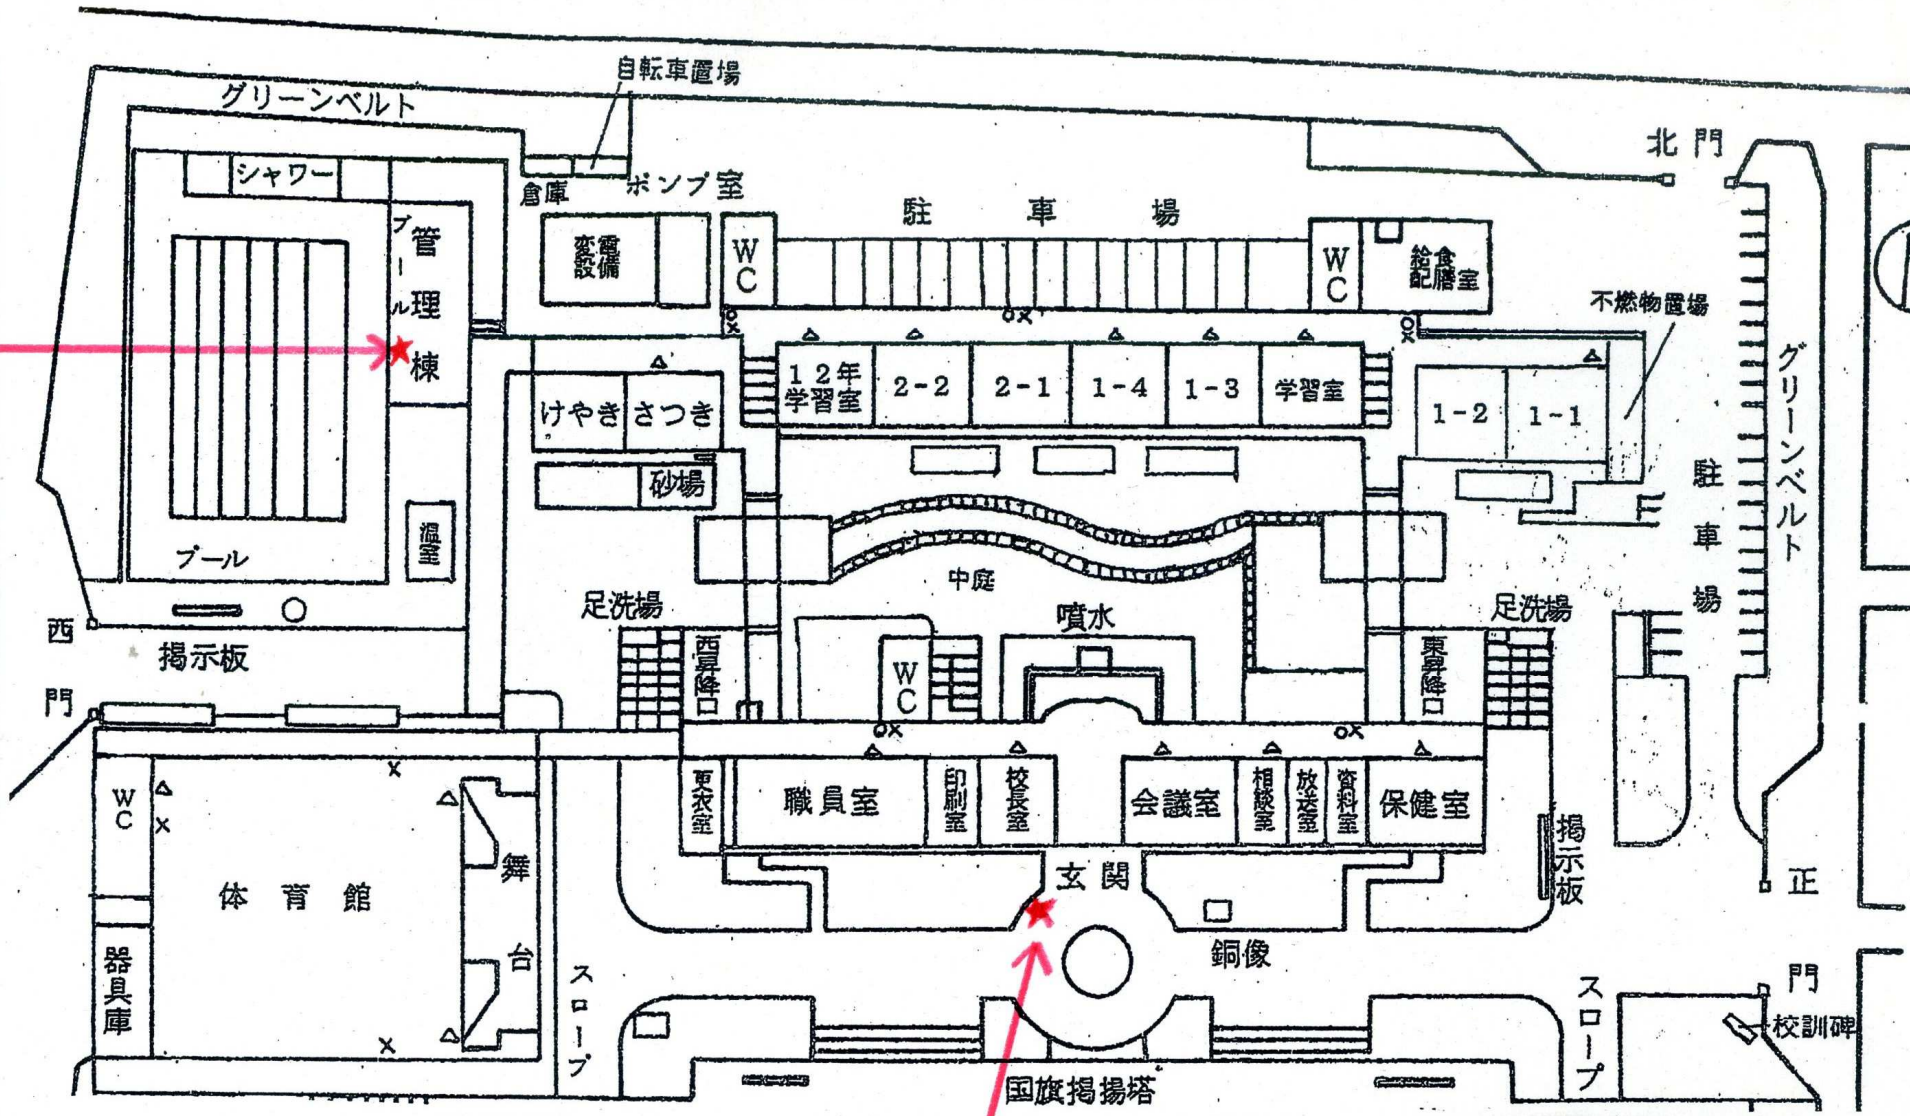 自転車置場
グリーンベルト
北門
シャワー
倉庫
ポンプ室
駐車場
プール
管理棟
変電
設備
WC
WC
給食
配膳室
不燃物置場
12年
学習室
2-2
2-1
1-4
1-3
学習室
1-2
1-1
けやき
さつき
砂場
グリーンベルト
駐車場
温室
プール
中庭
足洗場
噴水
足洗場
西門
掲示板
西昇降口
WC
東昇降口
更衣室
職員室
印刷室
校長室
会議室
相談室
放送室
資料室
保健室
WC
体育館
舞台
玄関
掲示板
正門
銅像
器具庫
スロープ
スロープ
校訓碑
国旗掲揚塔